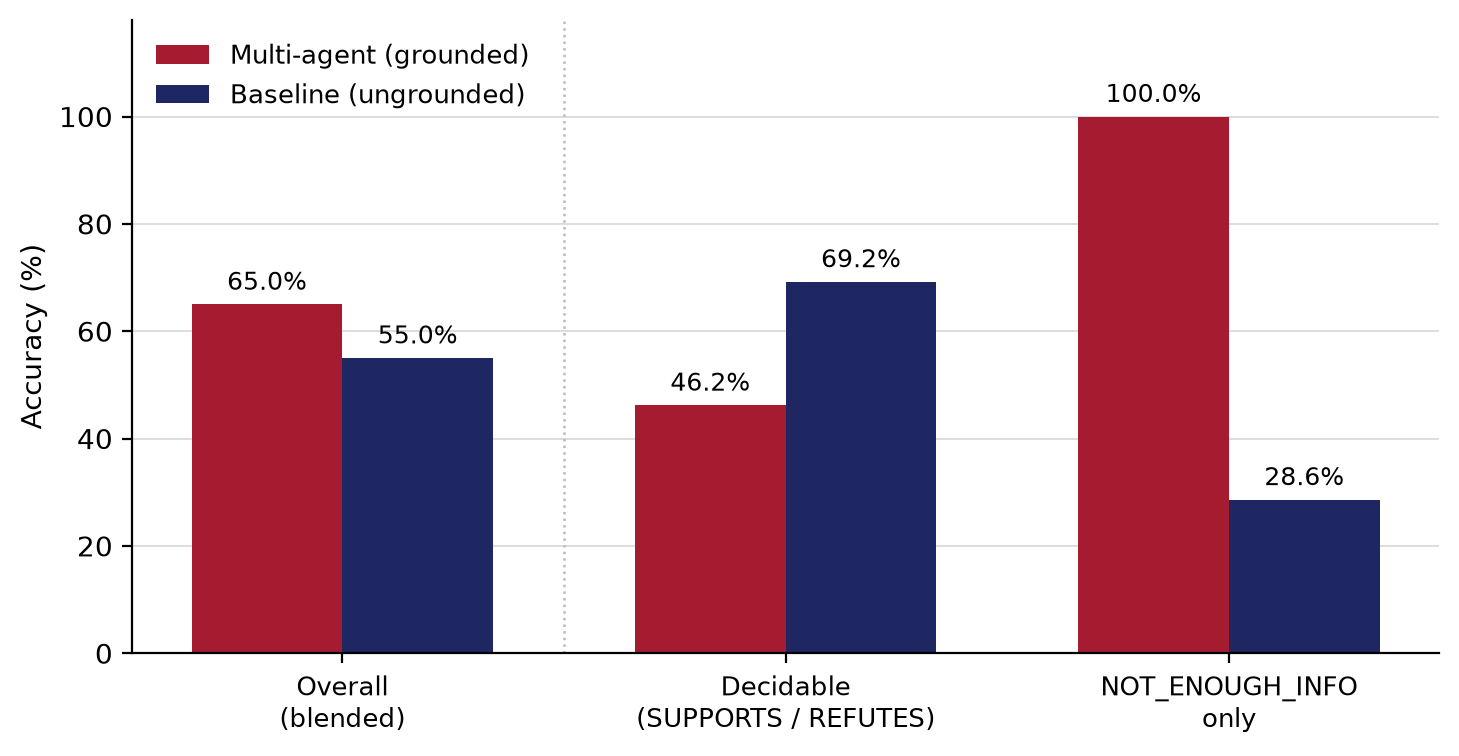 Multi-agent (grounded)
Baseline (ungrounded)
Accuracy (%)
100
80
60
40
20
0
65.0%
55.0%
46.2%
69.2%
100.0%
28.6%
Overall
(blended)
Decidable
(SUPPORTS / REFUTES)
NOT_ENOUGH_INFO
only